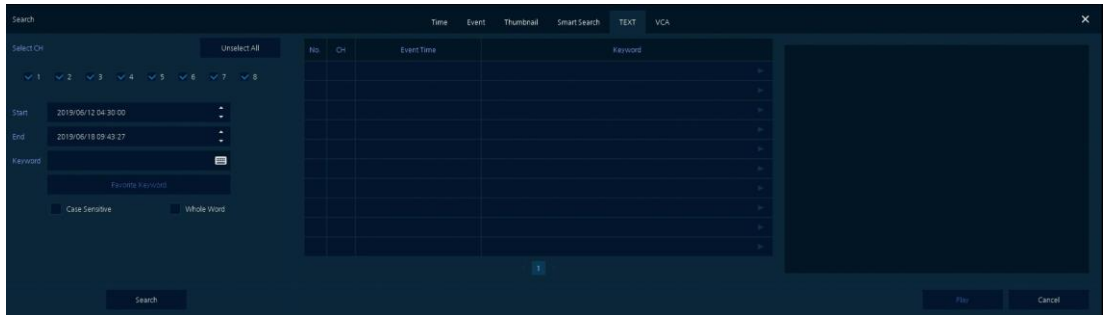 Search
Time Event Thumbnail Smart Search TEXT VCA
Select CH Unselect All
1 2 3 4 5 6 7 8
Start 2019/06/12 04:30:00
End 2019/06/18 09:43:27
Keyword
Favorite Keyword
Case Sensitive Whole Word
Search
No. CH Event Time Keyword
1
Play Cancel